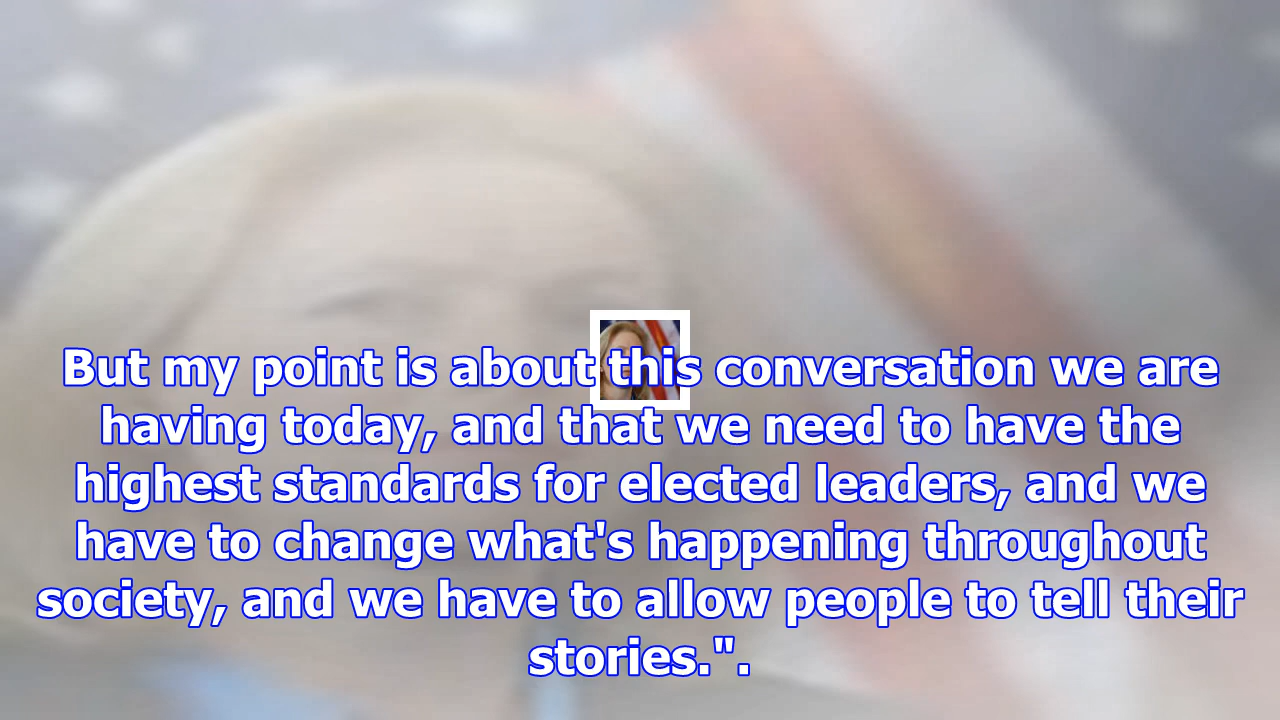 But my point is about this conversation we are
having today, and that we need to have the
highest standards for elected leaders, and we
have to change what's happening throughout
society, and we have to allow people to tell their
stories.".